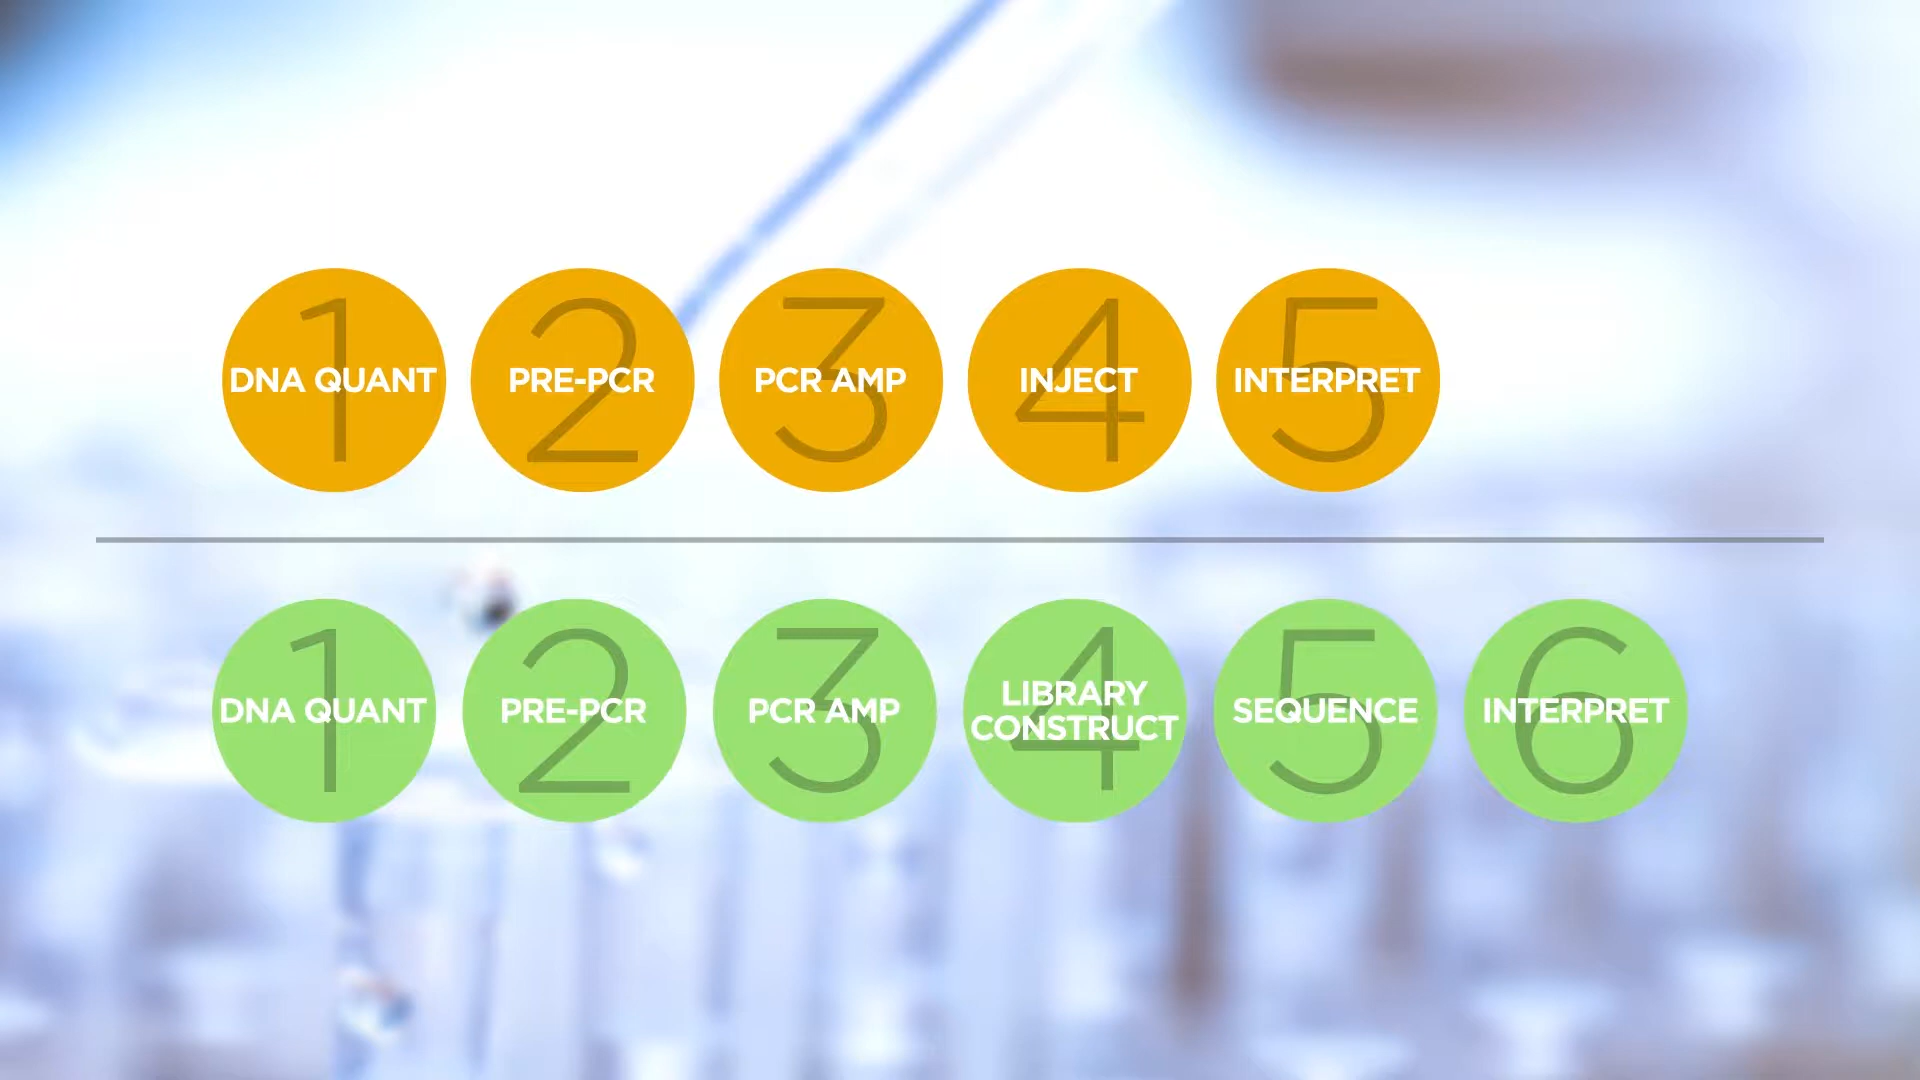 1 DNA QUANT
2 PRE-PCR
3 PCR AMP
4 INJECT
5 INTERPRET
1 DNA QUANT
2 PRE-PCR
3 PCR AMP
4 LIBRARY
CONSTRUCT
5 SEQUENCE
6 INTERPRET